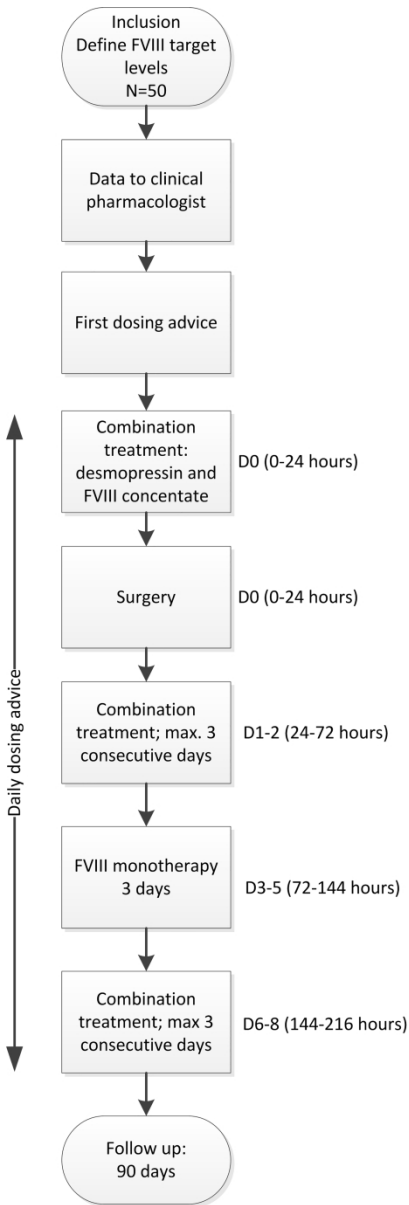 Inclusion
Define FVIII target
levels
N=50
Data to clinical
pharmacologist
First dosing advice
Daily dosing advice
Combination
treatment:
desmopressin and
FVIII concentate
D0 (0-24 hours)
Surgery
D0 (0-24 hours)
Combination
treatment; max. 3
consecutive days
D1-2 (24-72 hours)
FVIII monotherapy
3 days
D3-5 (72-144 hours)
Combination
treatment; max 3
consecutive days
D6-8 (144-216 hours)
Follow up:
90 days